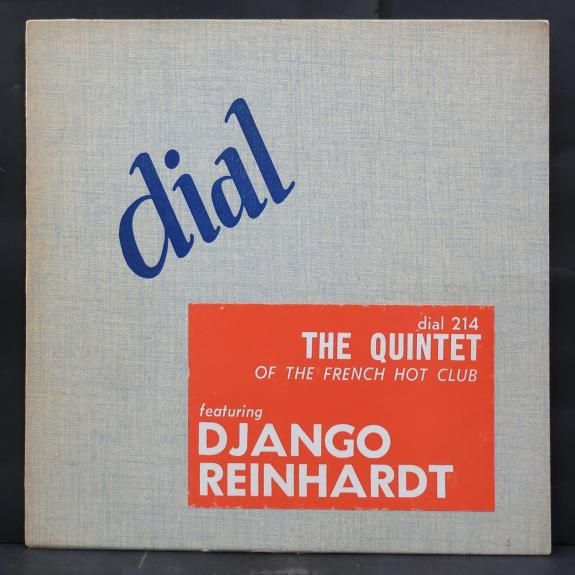 dial
dial 214
THE QUINTET
OF THE FRENCH HOT CLUB
featuring
DJANGO
REINHARDT